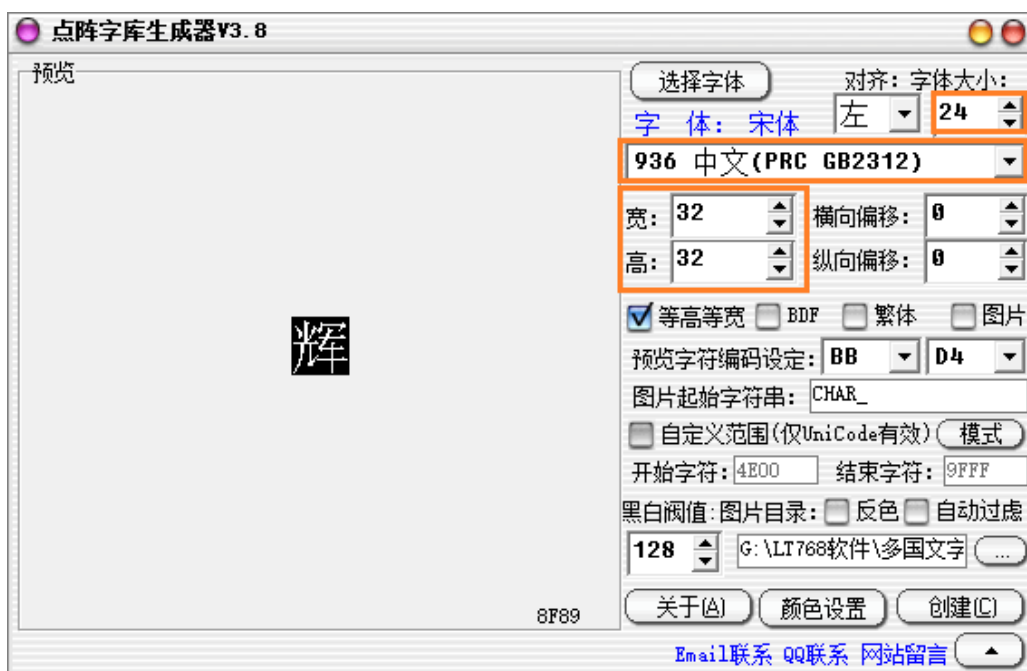 点阵字库生成器V3.8
预览
选择字体
对齐: 字体大小:
字 体: 宋体
左
24
936 中文(PRC GB2312)
宽: 32
横向偏移: 0
高: 32
纵向偏移: 0
等高等宽 BDF 繁体 图片
辉
预览字符编码设定: BB D4
图片起始字符串: CHAR_
自定义范围(仅UniCode有效) 模式
开始字符: 4E00 结束字符: 9FFF
黑白阀值:图片目录: 反色 自动过虑
128 G:\LT768软件\多国文字 ...
8F89
关于(A) 颜色设置 创建(C)
Email联系 QQ联系 网站留言